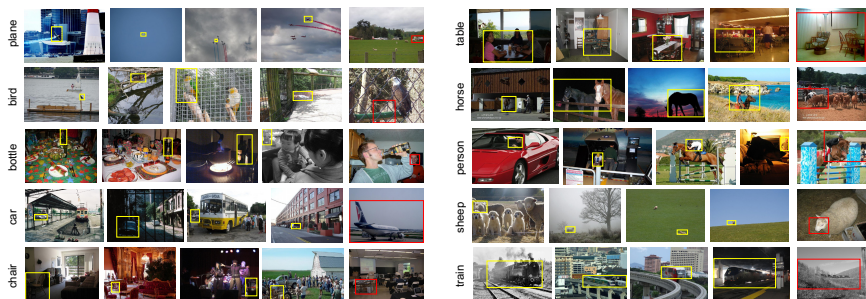 plane
bird
bottle
car
chair
table
horse
person
sheep
train